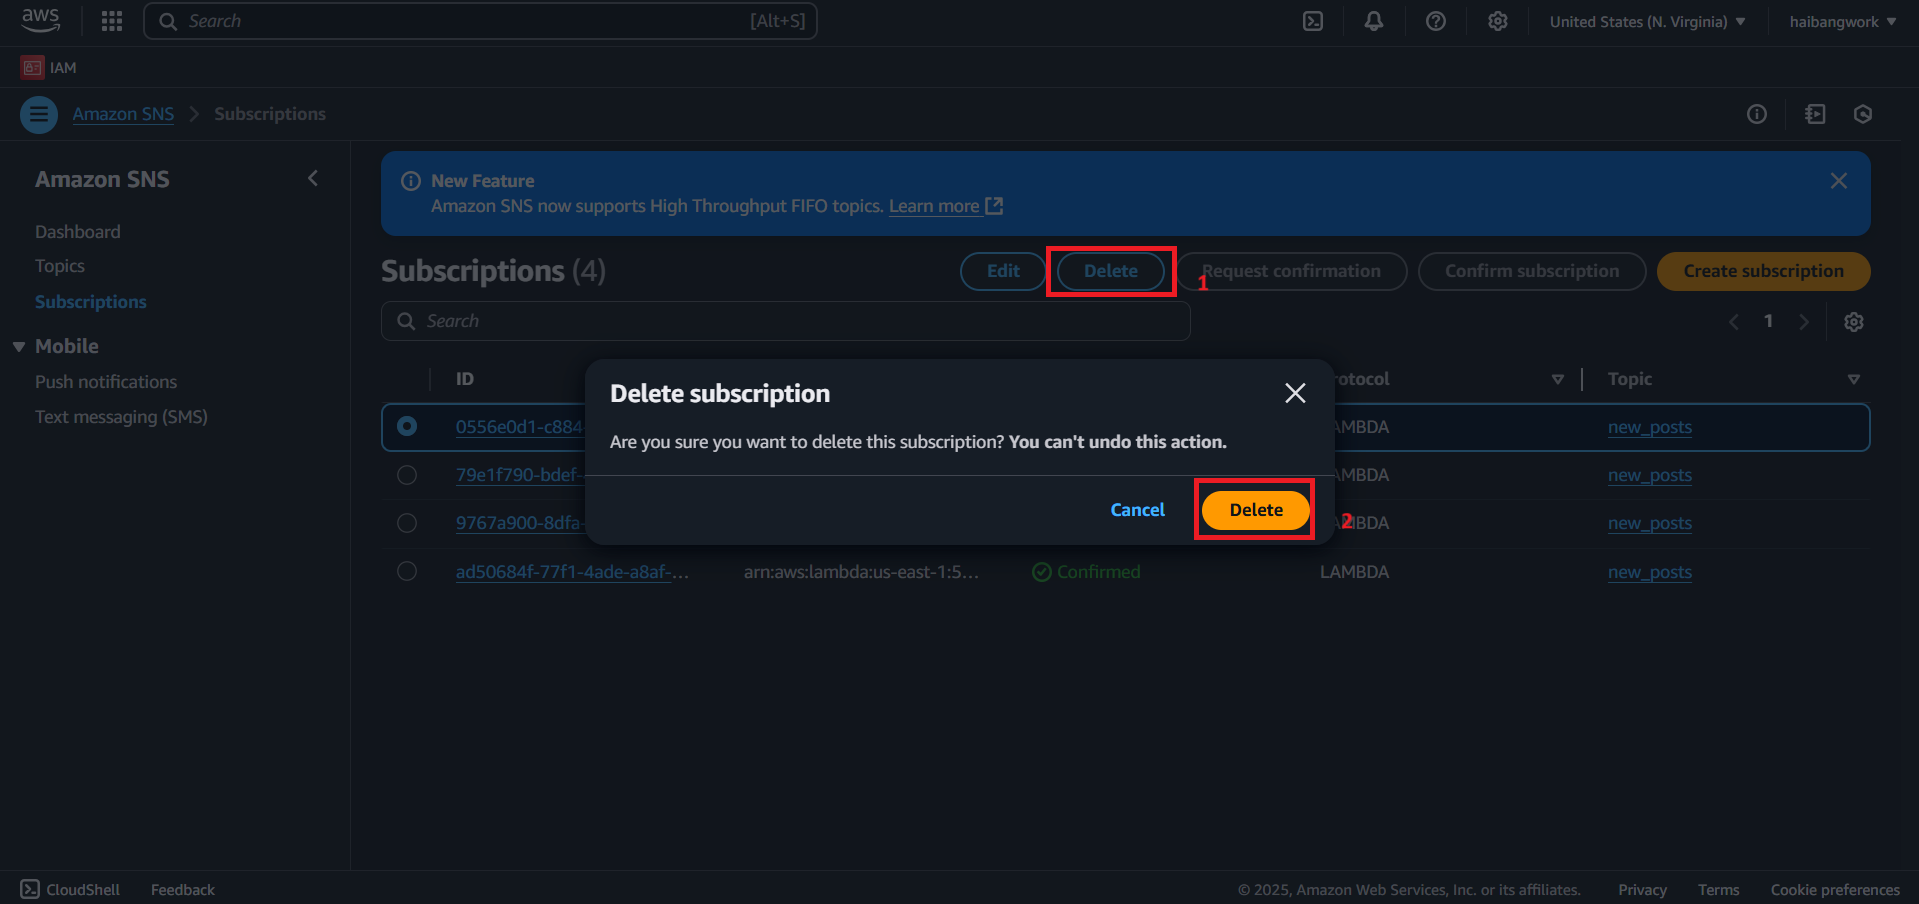 aws
Search [Alt+S]
United States (N. Virginia)
haibangwork
IAM
Amazon SNS
Subscriptions
Amazon SNS
Dashboard
Topics
Subscriptions
Mobile
Push notifications
Text messaging (SMS)
New Feature
Amazon SNS now supports High Throughput FIFO topics. Learn more
Subscriptions (4)
Edit
Delete
1
Request confirmation
Confirm subscription
Create subscription
Search
1
ID
Topic
0556e0d1-c884
new_posts
79e1f790-bdef-
new_posts
9767a900-8dfa-
new_posts
ad50684f-77f1-4ade-a8af-... arn:aws:lambda:us-east-1:5... Confirmed LAMBDA new_posts
Delete subscription
Are you sure you want to delete this subscription? You can't undo this action.
Cancel
Delete
2
CloudShell
Feedback
© 2025, Amazon Web Services, Inc. or its affiliates.
Privacy
Terms
Cookie preferences